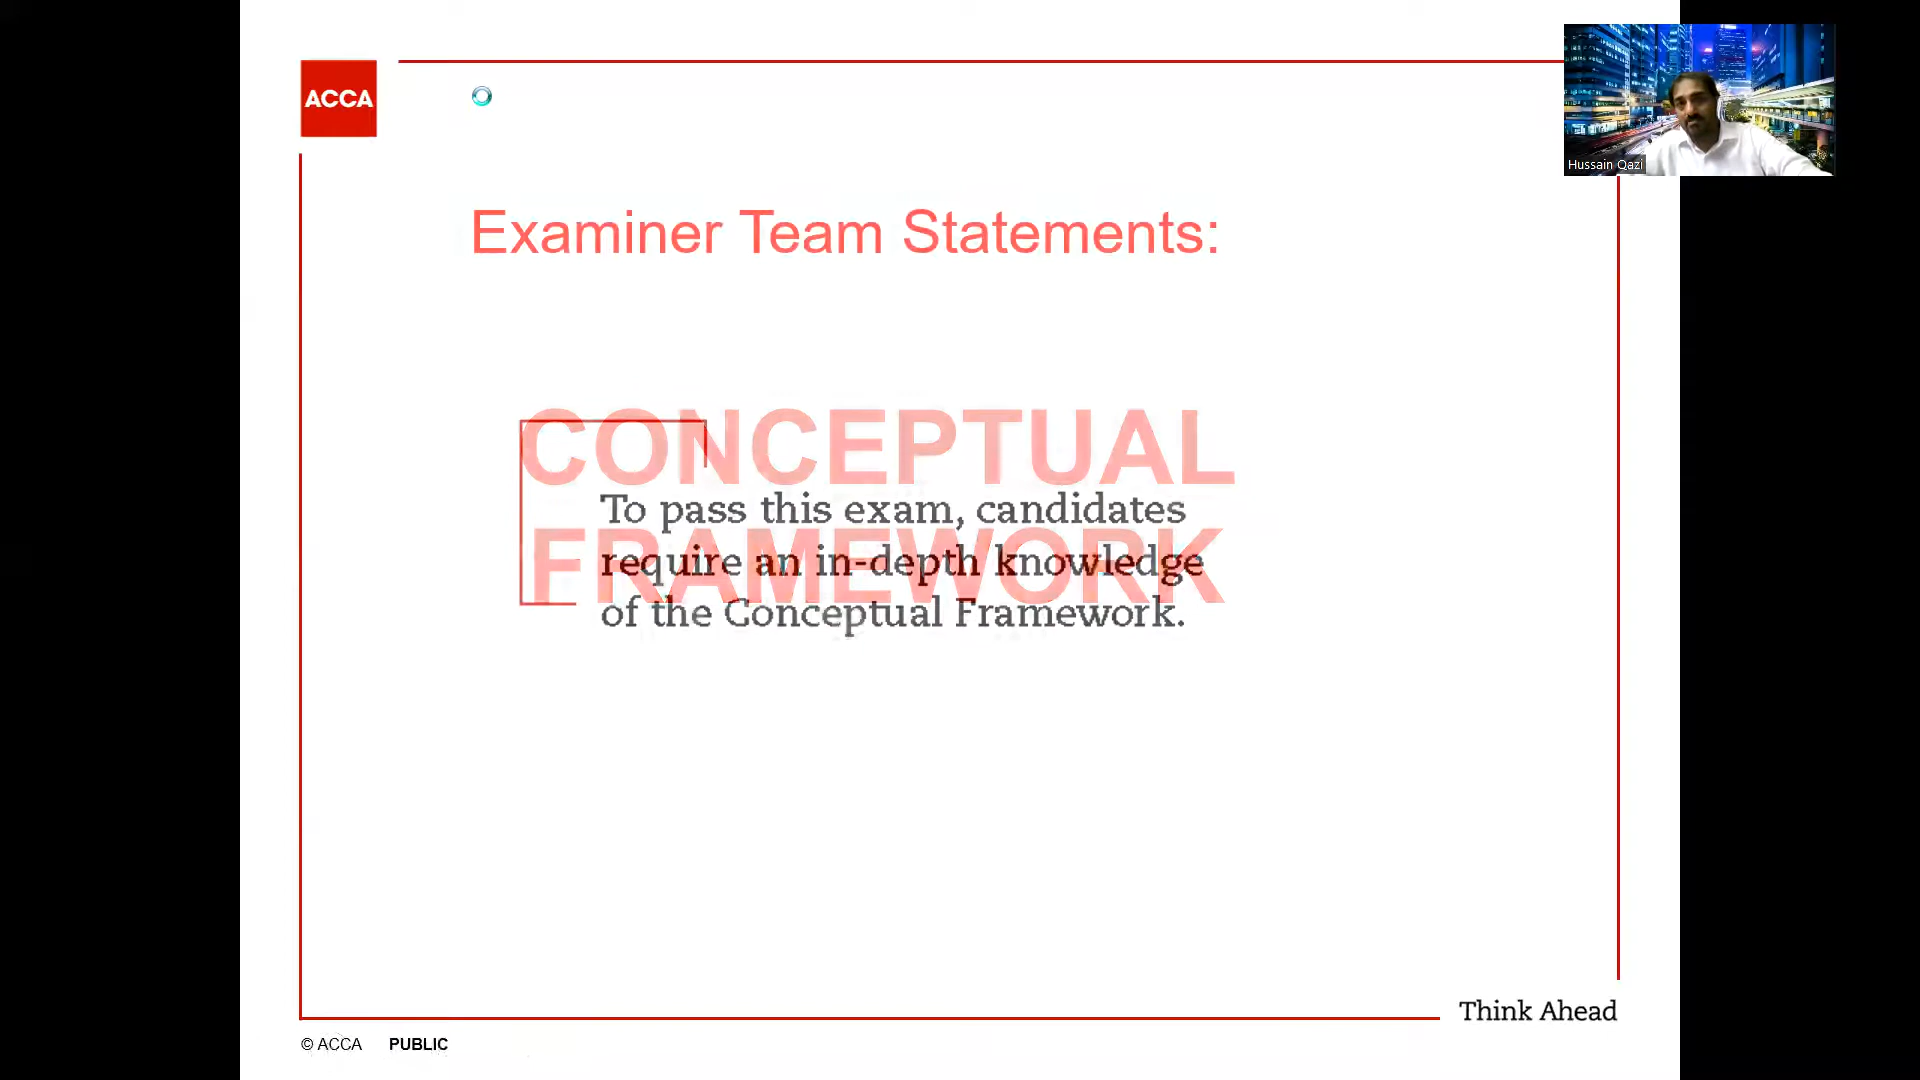 ACCA
Hussain Qazi
Examiner Team Statements:
CONCEPTUAL
FRAMEWORK
To pass this exam, candidates
require an in-depth knowledge
of the Conceptual Framework.
Think Ahead
© ACCA PUBLIC